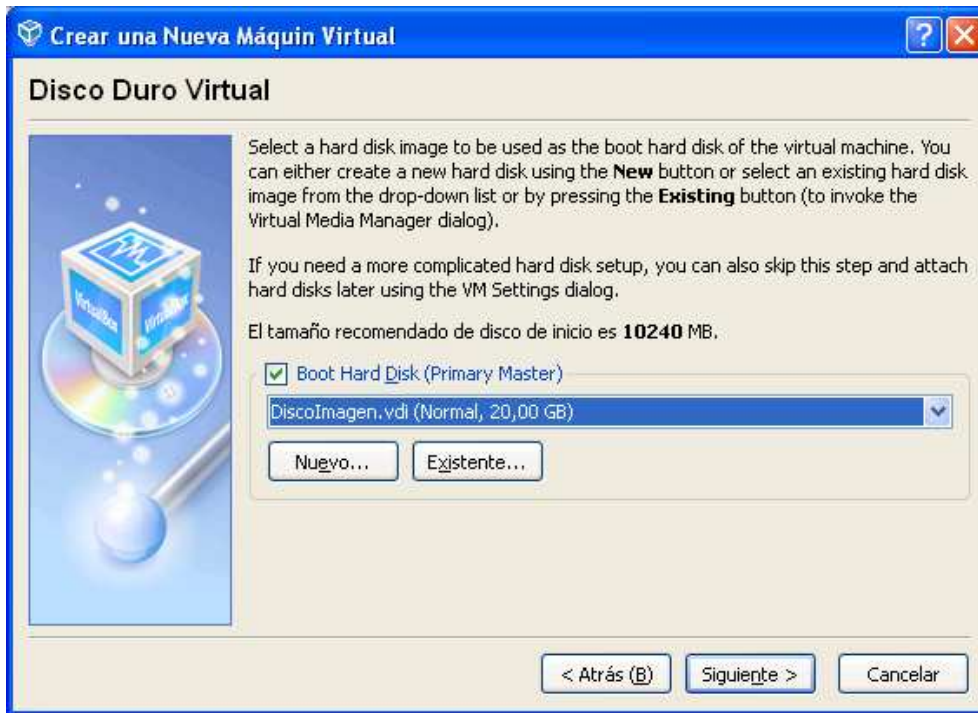 Crear una Nueva Máquin Virtual
Disco Duro Virtual
Select a hard disk image to be used as the boot hard disk of the virtual machine. You
can either create a new hard disk using the New button or select an existing hard disk
image from the drop-down list or by pressing the Existing button (to invoke the
Virtual Media Manager dialog).
If you need a more complicated hard disk setup, you can also skip this step and attach
hard disks later using the VM Settings dialog.
El tamaño recomendado de disco de inicio es 10240 MB.
Boot Hard Disk (Primary Master)
DiscoImagen.vdi (Normal, 20,00 GB)
Nuevo... Existente...
VirtualBox VirtualBox
< Atrás (B) Siguiente > Cancelar